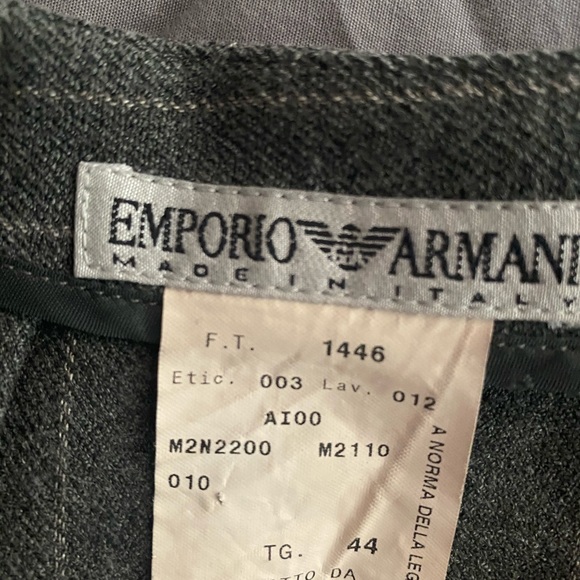 EMPORIO ARMANI
MADE IN ITALY
F.T. 1446
Etic. 003 Lav. 012
AI00
M2N2200 M2110
010
TG. 44
DA
A NORMA DELLA LEG